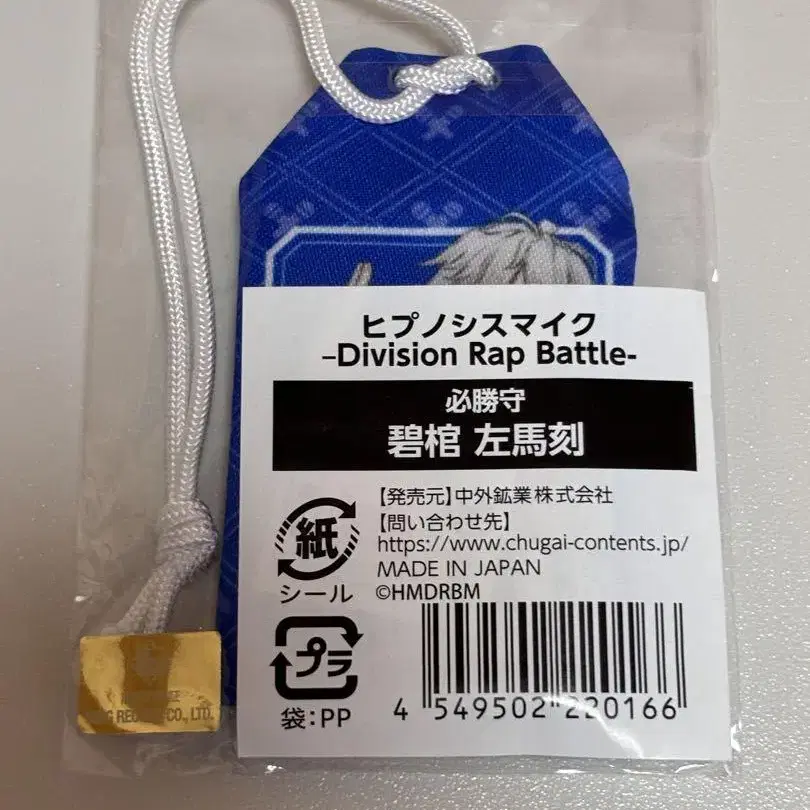 ヒプノシスマイク
-Division Rap Battle-
必勝守
碧棺 左馬刻
【発売元】中外鉱業株式会社
【問い合わせ先】
https://www.chugai-contents.jp/
MADE IN JAPAN
©HMDRBM
紙
シール
プラ
袋:PP
4 549502 220166
CO., LTD.